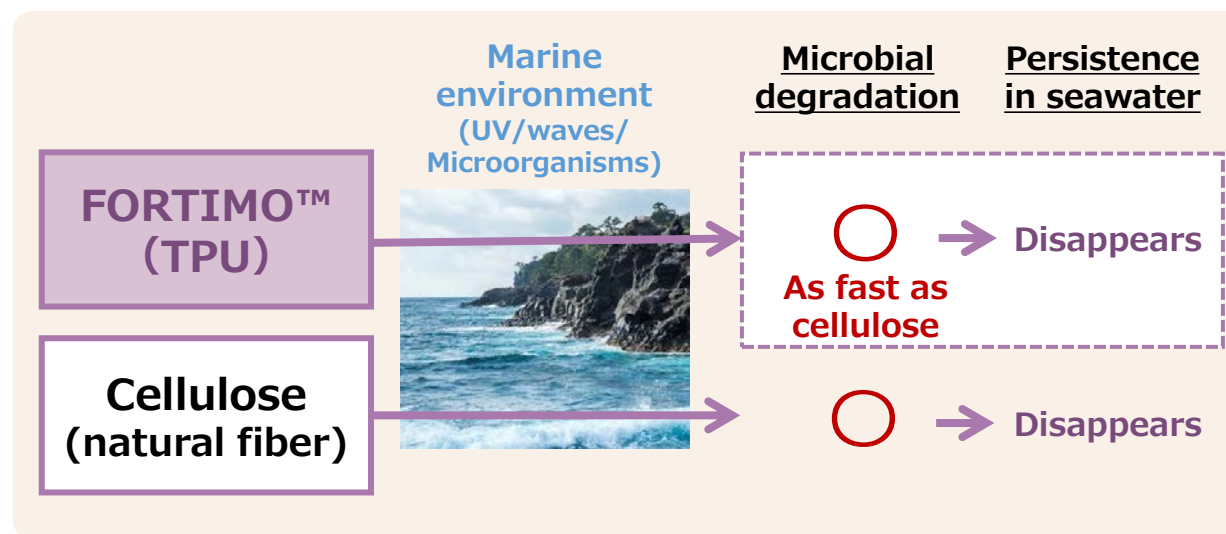 Marine
environment
(UV/waves/
Microorganisms)
Microbial
degradation
Persistence
in seawater
FORTIMO™
(TPU)
As fast as
cellulose
Disappears
Cellulose
(natural fiber)
Disappears